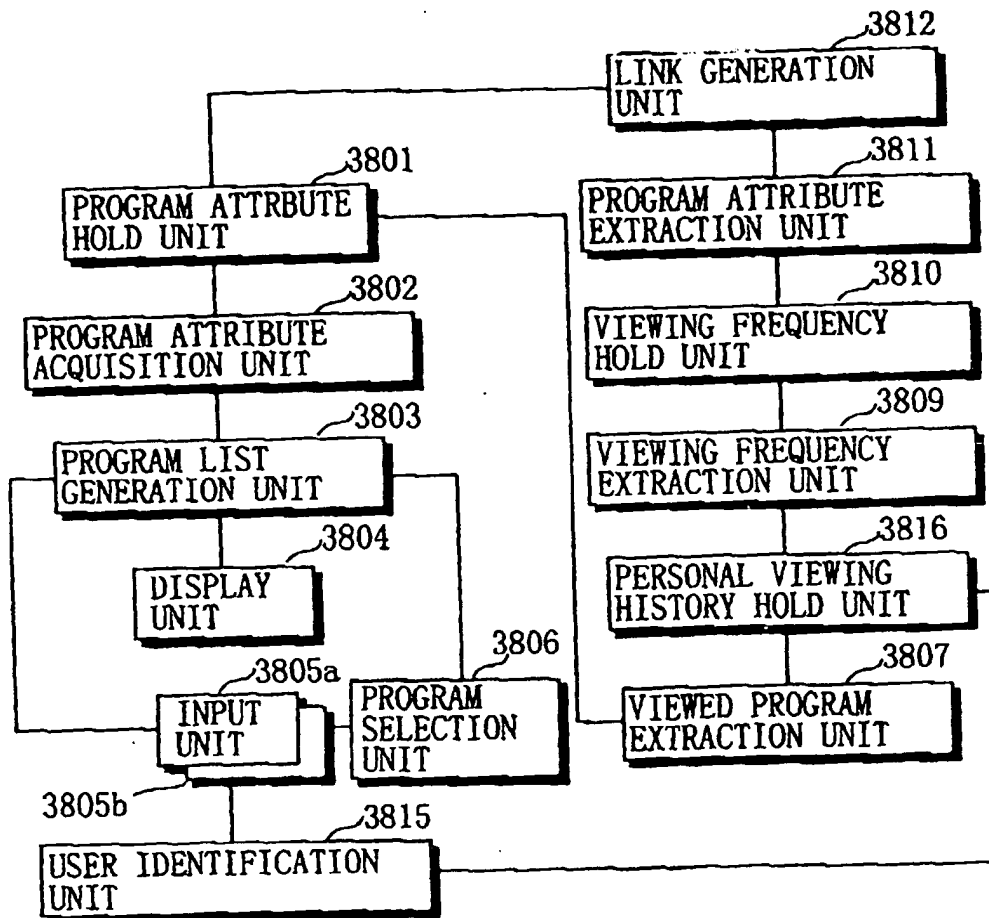 3812
LINK GENERATION
UNIT
3801
PROGRAM ATTRBUTE
HOLD UNIT
3811
PROGRAM ATTRIBUTE
EXTRACTION UNIT
3802
PROGRAM ATTRIBUTE
ACQUISITION UNIT
3810
VIEWING FREQUENCY
HOLD UNIT
3803
PROGRAM LIST
GENERATION UNIT
3809
VIEWING FREQUENCY
EXTRACTION UNIT
3804
DISPLAY
UNIT
3816
PERSONAL VIEWING
HISTORY HOLD UNIT
3805a
INPUT
UNIT
3805b
3806
PROGRAM
SELECTION
UNIT
3807
VIEWED PROGRAM
EXTRACTION UNIT
3815
USER IDENTIFICATION
UNIT